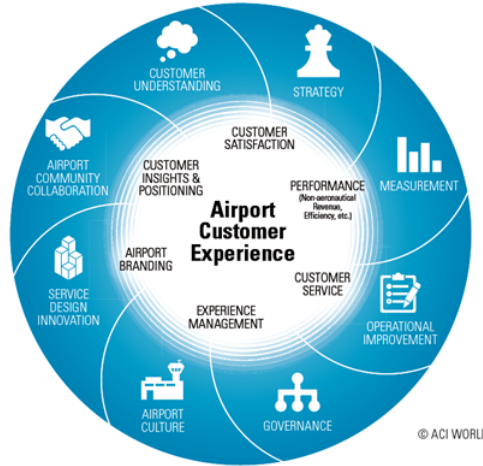 CUSTOMER
UNDERSTANDING
STRATEGY
AIRPORT
COMMUNITY
COLLABORATION
CUSTOMER
SATISFACTION
CUSTOMER
INSIGHTS &
POSITIONING
PERFORMANCE
(Non-aeronautical
Revenue,
Efficiency, etc.)
MEASUREMENT
Airport
Customer
Experience
AIRPORT
BRANDING
CUSTOMER
SERVICE
SERVICE
DESIGN
INNOVATION
EXPERIENCE
MANAGEMENT
OPERATIONAL
IMPROVEMENT
AIRPORT
CULTURE
GOVERNANCE
© ACI WORL